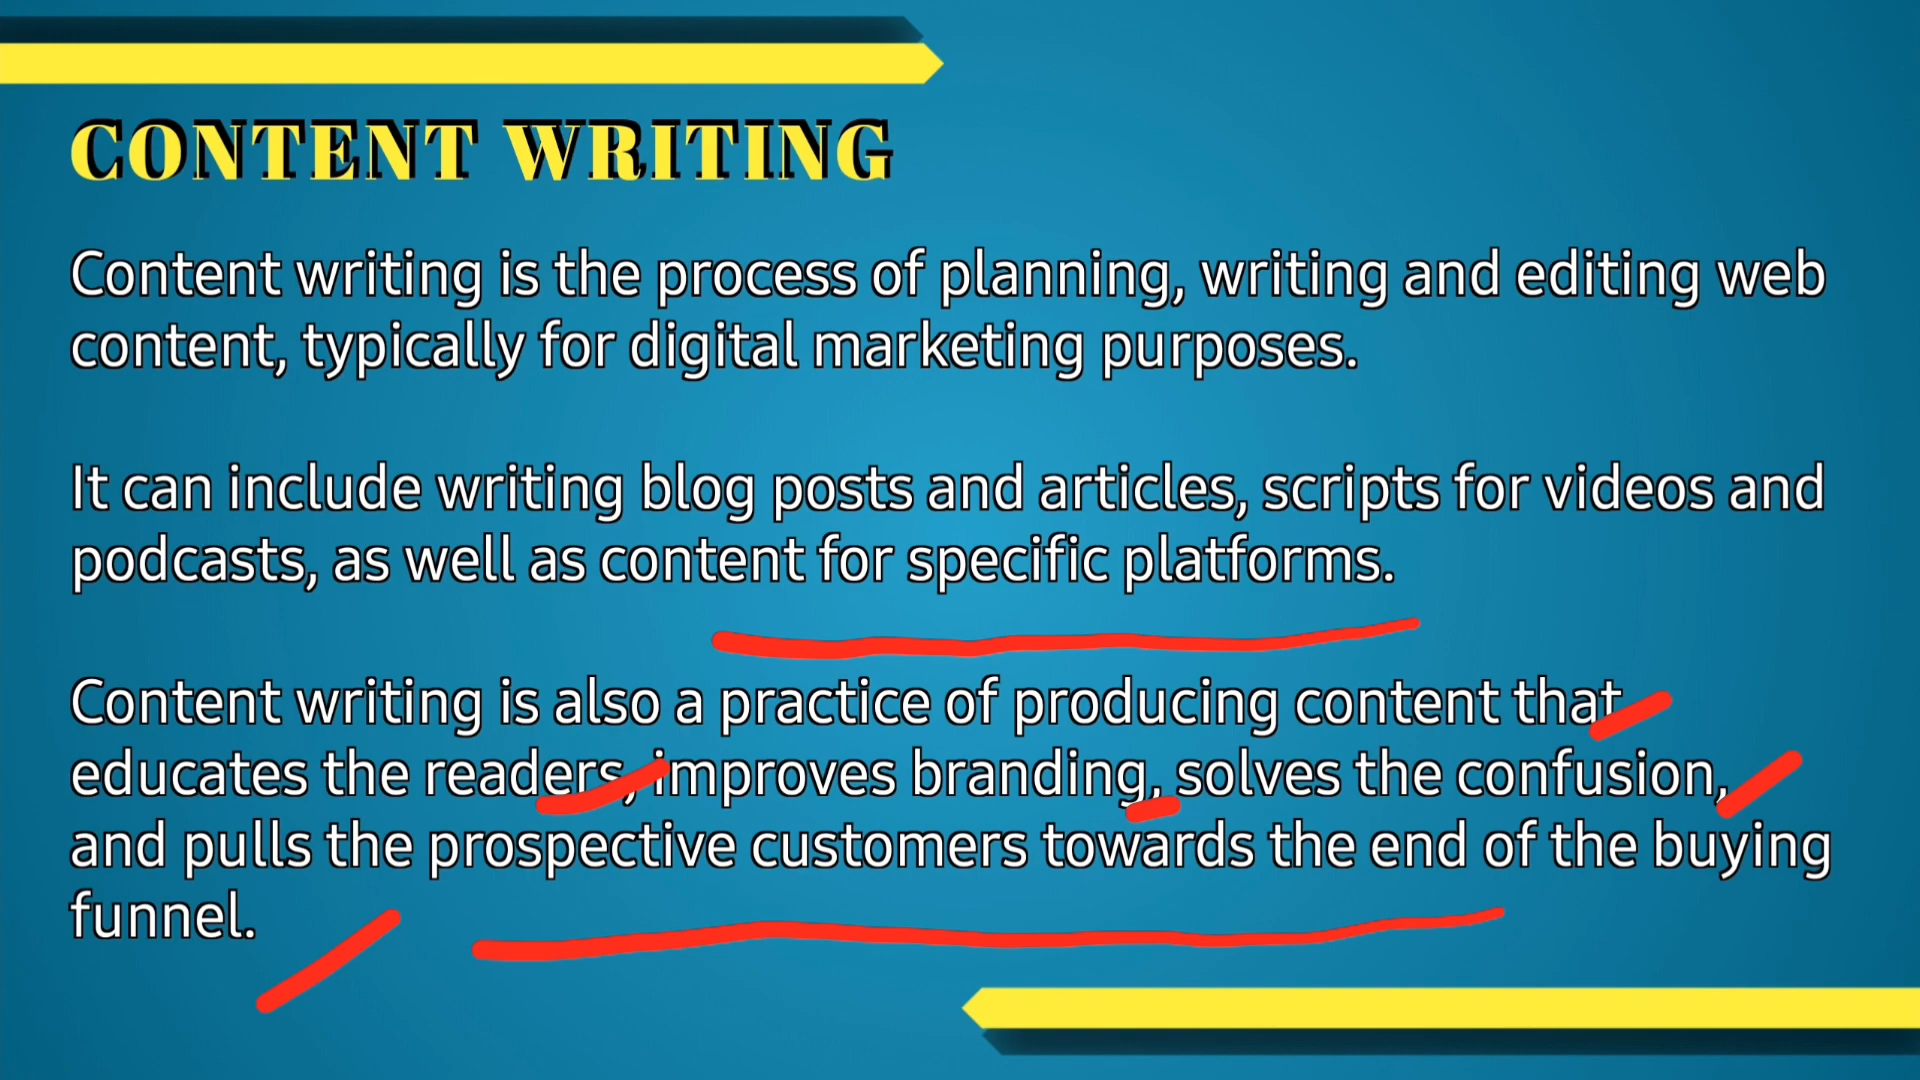 CONTENT WRITING
Content writing is the process of planning, writing and editing web
content, typically for digital marketing purposes.
It can include writing blog posts and articles, scripts for videos and
podcasts, as well as content for specific platforms.
Content writing is also a practice of producing content that
educates the readers, improves branding, solves the confusion,
and pulls the prospective customers towards the end of the buying
funnel.